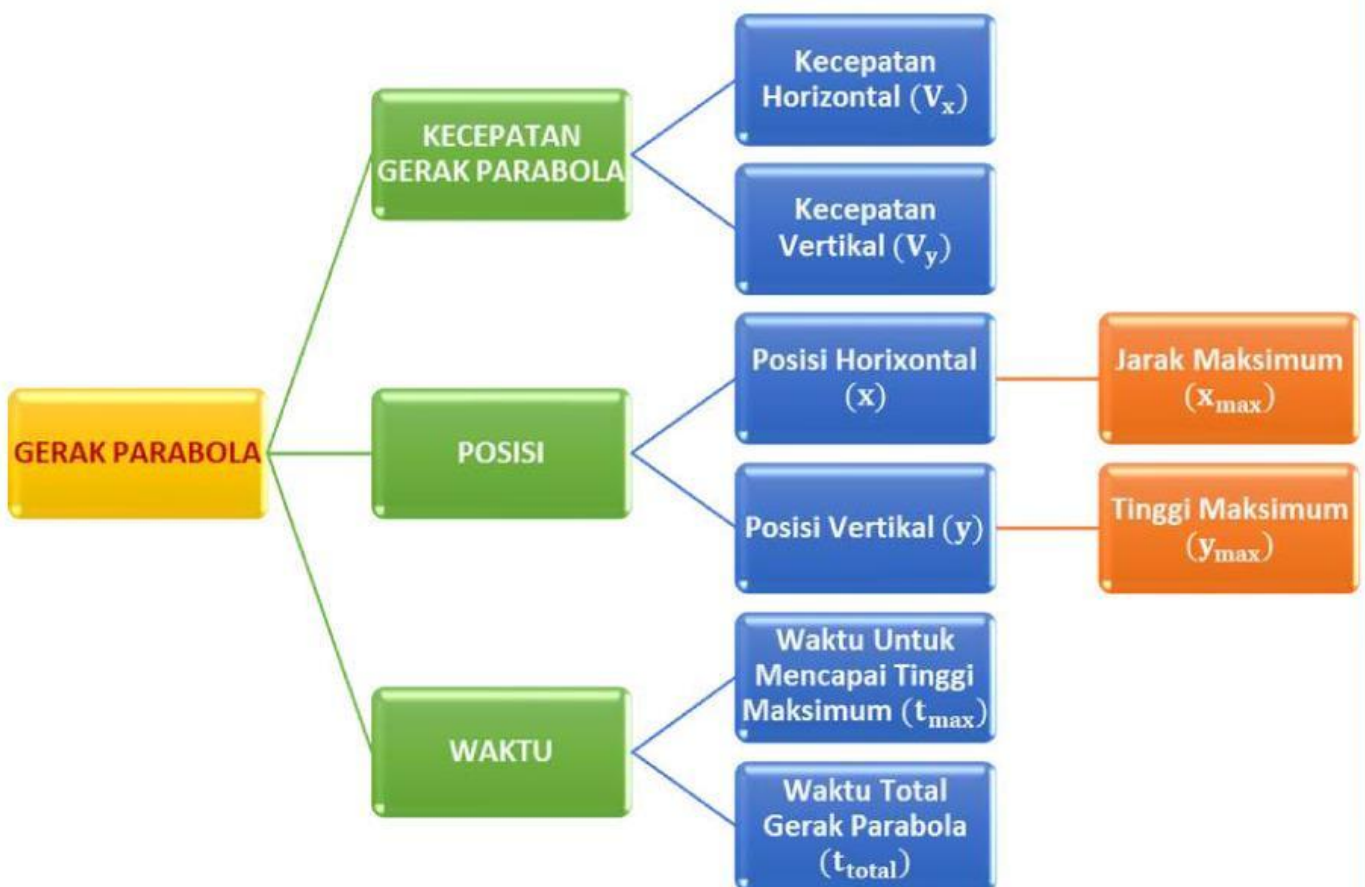 GERAK PARABOLA
KECEPATAN
GERAK PARABOLA
Kecepatan
Horizontal (Vx)
Kecepatan
Vertikal (Vy)
POSISI
Posisi Horixontal
(x)
Jarak Maksimum
(xmax)
Posisi Vertikal (y)
Tinggi Maksimum
(ymax)
WAKTU
Waktu Untuk
Mencapai Tinggi
Maksimum (tmax)
Waktu Total
Gerak Parabola
(ttotal)